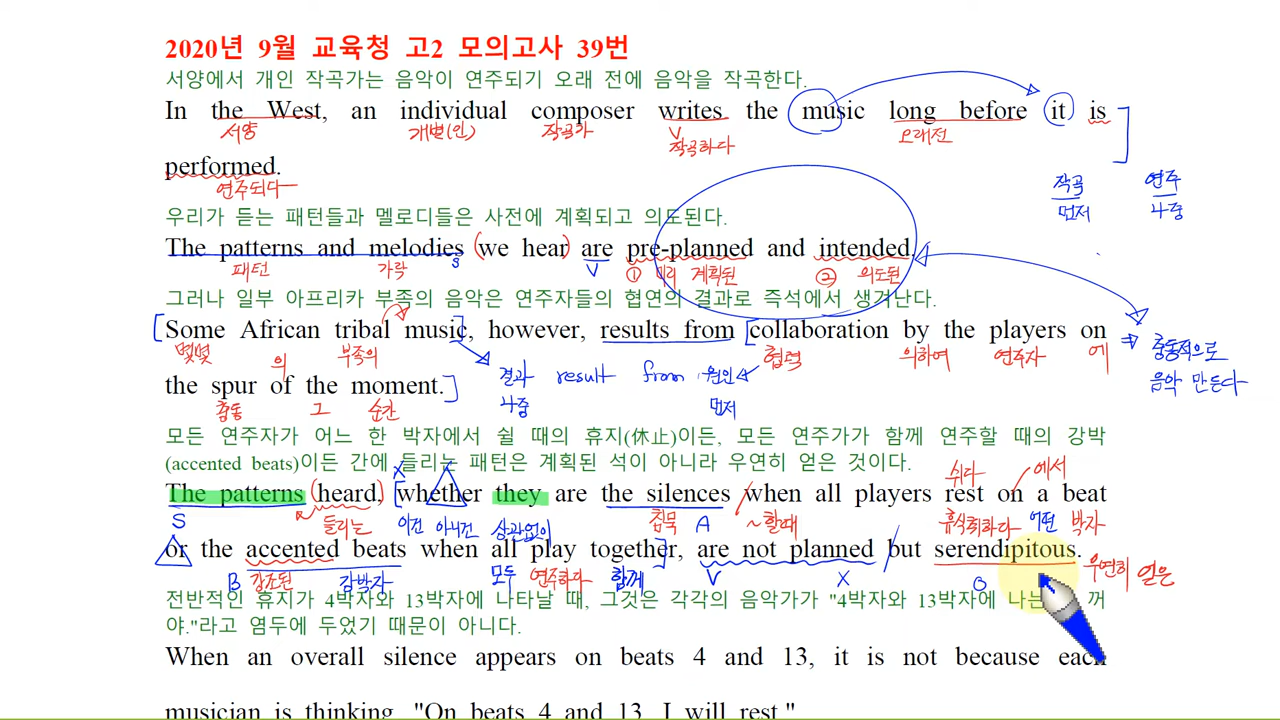 2020년 9월 교육청 고2 모의고사 39번
서양에서 개인 작곡가는 음악이 연주되기 오래 전에 음악을 작곡한다.
In the West, an individual composer writes the music long before it is
서양 개별(인) 작곡가 V 작곡하다 오래전
performed.
연주되다
작곡 연주
먼저 나중
우리가 듣는 패턴들과 멜로디들은 사전에 계획되고 의도된다.
The patterns and melodies (we hear) are pre-planned and intended.
패턴 가락 s V ① 미리 계획된 ② 의도된
그러나 일부 아프리카 부족의 음악은 연주자들의 협연의 결과로 즉석에서 생겨난다.
[Some African tribal music], however, results from [collaboration by the players on
몇몇 의 부족의 협력 의하여 연주자 에
⇒ 충동적으로
음악 만든다
the spur of the moment.]
충동 그 순간
결과 result from 원인
나중 먼저
모든 연주자가 어느 한 박자에서 쉴 때의 휴지(休止)이든, 모든 연주가가 함께 연주할 때의 강박
(accented beats)이든 간에 들리는 패턴은 계획된 것이 아니라 우연히 얻은 것이다.
X 쉬다 에서
The patterns (heard, [whether they are the silences / when all players rest on a beat
S 들리는 이건 아니건 상관없이 침묵 A ~할때 휴식취하다 어떤 박자
or the accented beats when all play together,] are not planned / but serendipitous.
B 강조된 강박자 모두 연주하다 함께 V X O 우연히 얻은
전반적인 휴지가 4박자와 13박자에 나타날 때, 그것은 각각의 음악가가 "4박자와 13박자에 나는 꺼
야."라고 염두에 두었기 때문이 아니다.
When an overall silence appears on beats 4 and 13, it is not because each
musician is thinking, "On beats 4 and 13, I will rest."